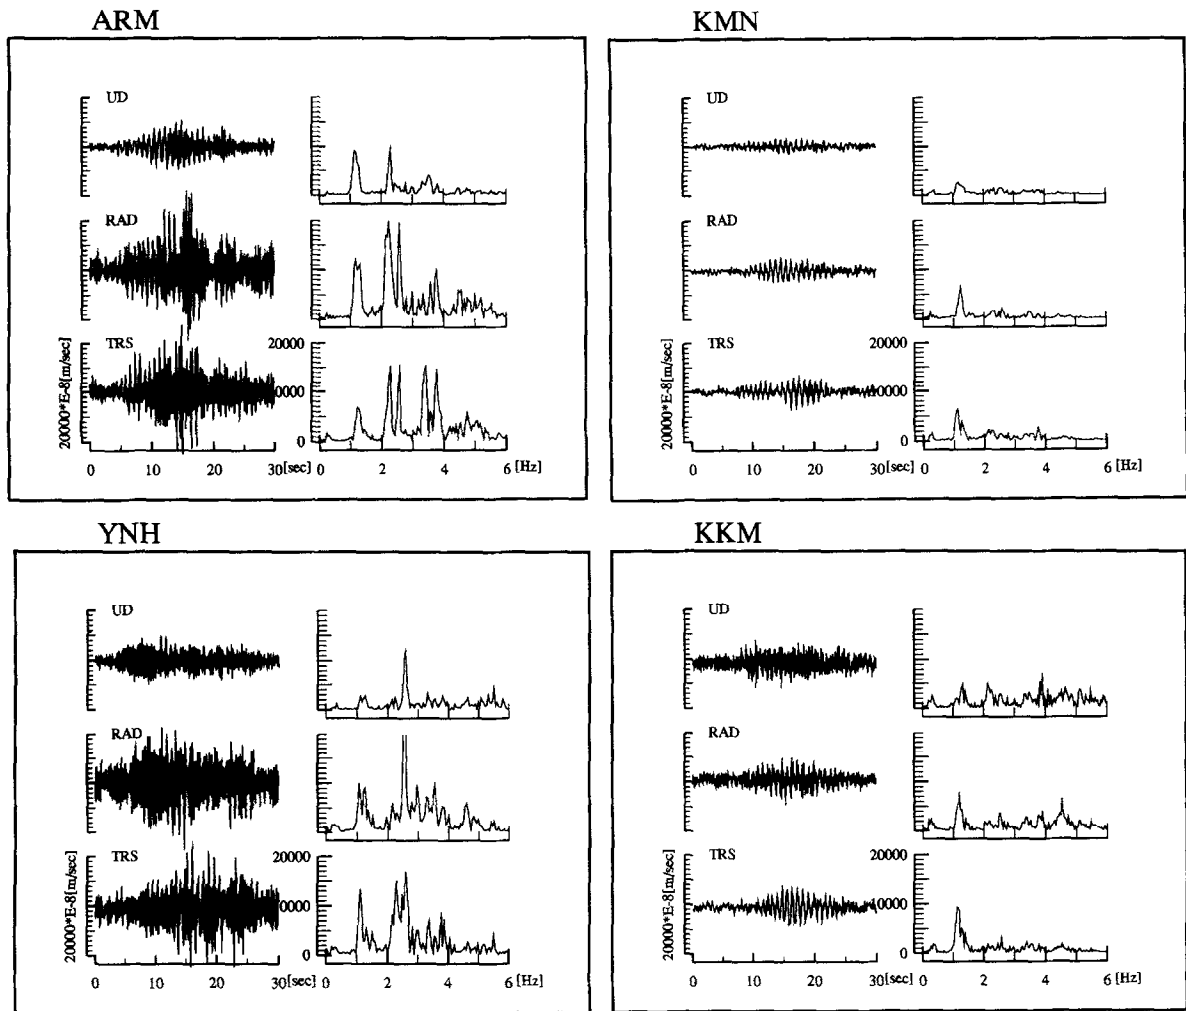 ARM
UD
RAD
TRS
20000*E-8[m/sec]
20000
0000
0
0 10 20 30[sec]
0 2 4 6 [Hz]
KMN
UD
RAD
TRS
20000*E-8[m/sec]
20000
10000
0
0 10 20 30[sec]
0 2 4 6 [Hz]
YNH
UD
RAD
TRS
20000*E-8[m/sec]
20000
0000
0
0 10 20 30[sec]
0 2 4 6 [Hz]
KKM
UD
RAD
TRS
20000*E-8[m/sec]
20000
10000
0
0 10 20 30[sec]
0 2 4 6 [Hz]